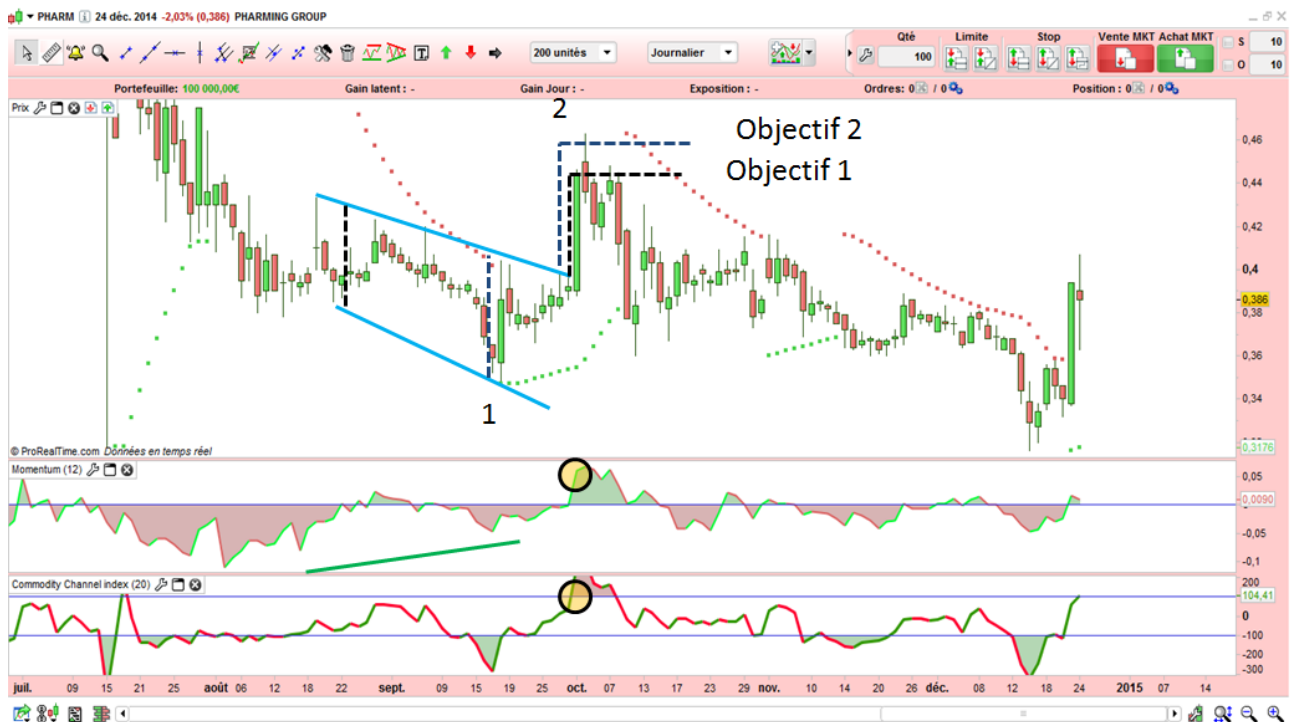 PHARM 24 déc. 2014 -2,03% (0,386) PHARMING GROUP
200 unités Journalier Qté 100 Limite Stop Vente MKT Achat MKT S 10
O 10
Portefeuille: 100 000,00€ Gain latent : - Gain Jour : - Exposition : - Ordres: 0 / 0 Position : 0 / 0
Prix
2
Objectif 2
Objectif 1
1
0,46
0,44
0,42
0,4
0,386
0,38
0,36
0,34
0,3176
© ProRealTime.com Données en temps réel
Momentum (12)
0,05
0,0090
-0,05
-0,1
Commodity Channel index (20)
200
104,41
0
-100
-200
-300
juil. 09 15 21 25 août 06 12 18 22 sept. 09 15 19 25 oct. 07 13 17 23 29 nov. 10 14 20 26 déc. 08 12 18 24 2015 07 14